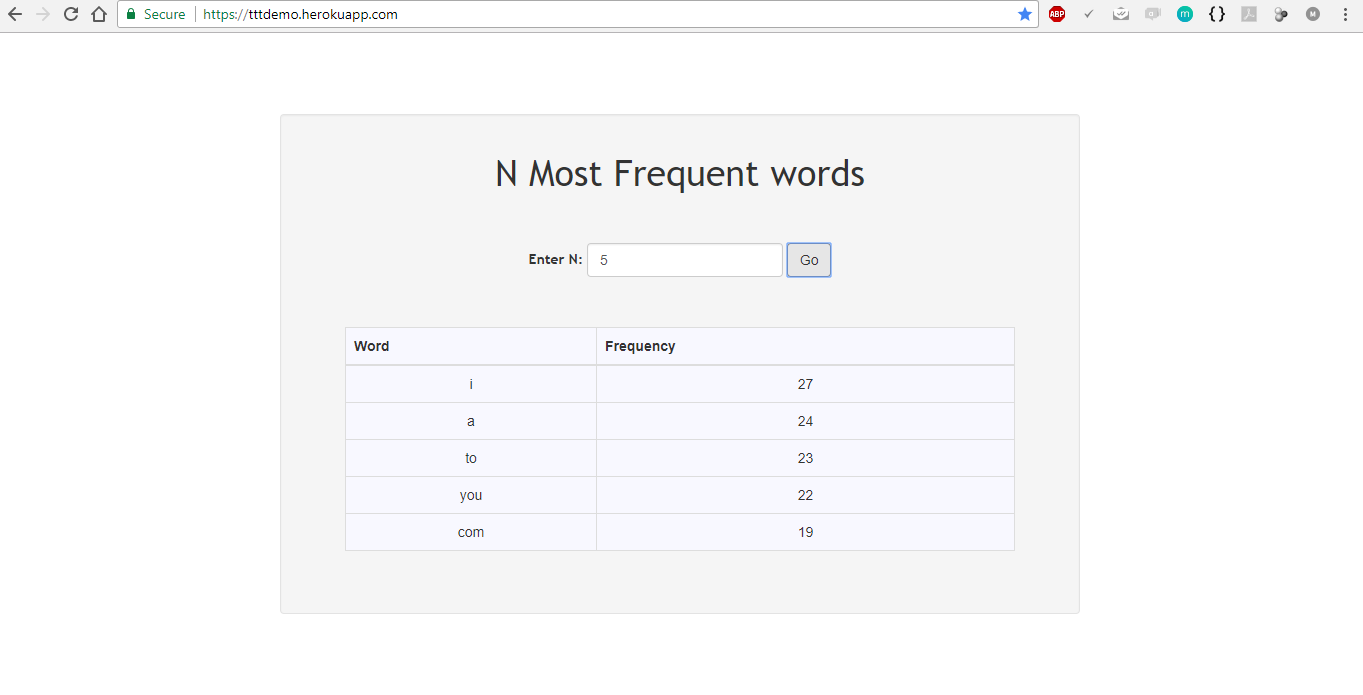 Secure https://tttdemo.herokuapp.com ABP m {} M
N Most Frequent words
Enter N: 5 Go
Word Frequency
i 27
a 24
to 23
you 22
com 19